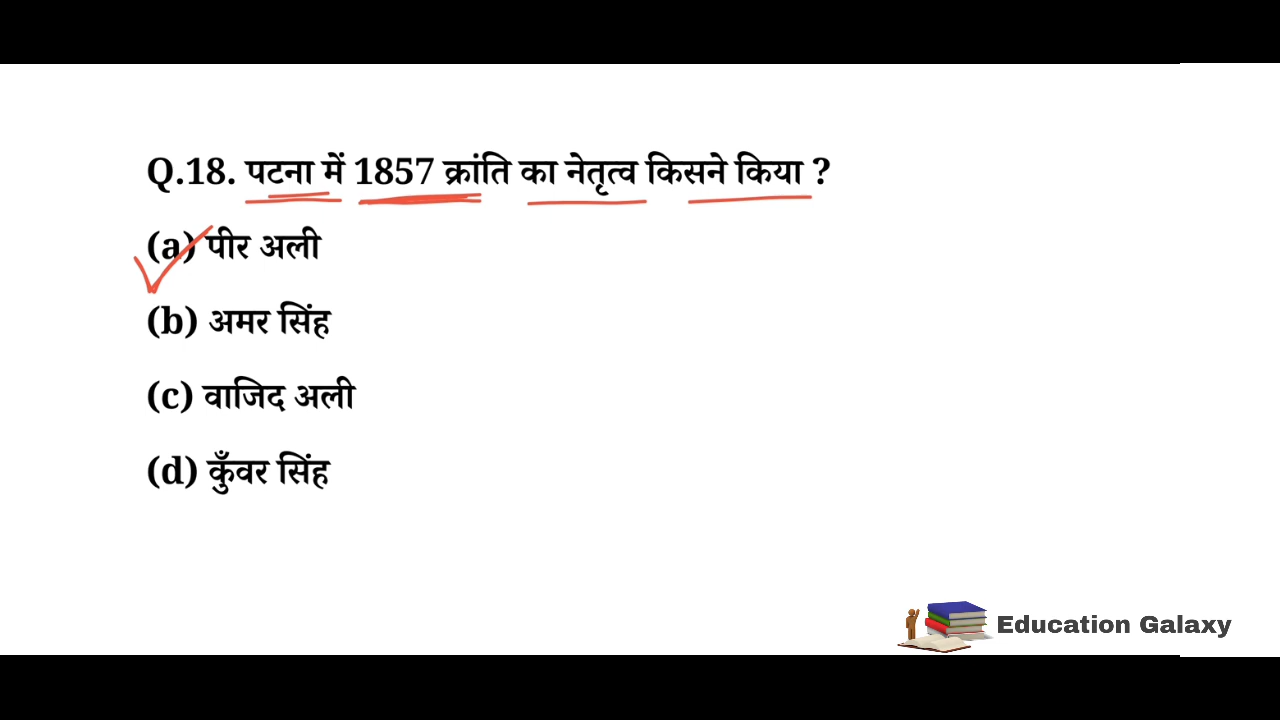 Q.18. पटना में 1857 क्रांति का नेतृत्व किसने किया ?
(a) पीर अली
(b) अमर सिंह
(c) वाजिद अली
(d) कुँवर सिंह
Education Galaxy